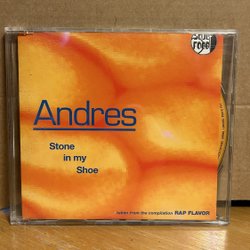 Andres
Stone
in my
Shoe
taken from the compilation RAP FLAVOR